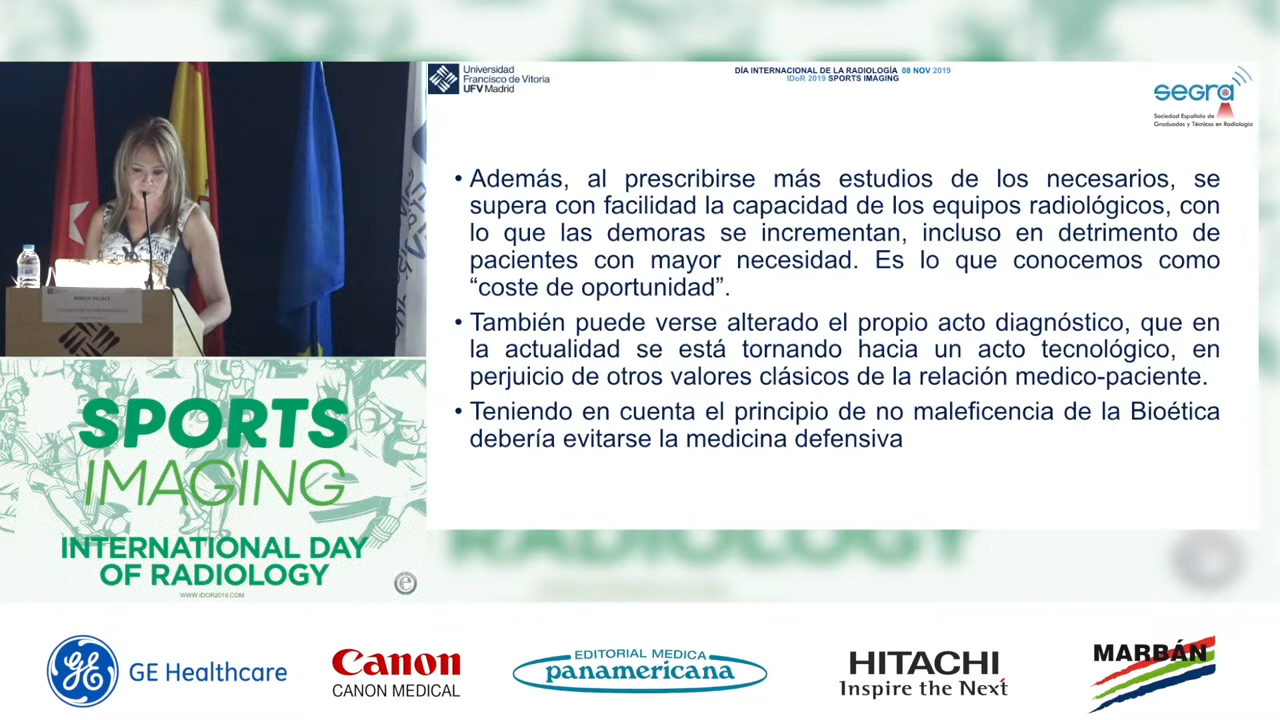 Universidad
Francisco de Vitoria
UFV Madrid
DÍA INTERNACIONAL DE LA RADIOLOGÍA 08 NOV 2019
IDoR 2019 SPORTS IMAGING
segra
Sociedad Española de
Graduados y Técnicos en Radiología
• Además, al prescribirse más estudios de los necesarios, se
supera con facilidad la capacidad de los equipos radiológicos, con
lo que las demoras se incrementan, incluso en detrimento de
pacientes con mayor necesidad. Es lo que conocemos como
“coste de oportunidad”.
• También puede verse alterado el propio acto diagnóstico, que en
la actualidad se está tornando hacia un acto tecnológico, en
perjuicio de otros valores clásicos de la relación medico-paciente.
• Teniendo en cuenta el principio de no maleficencia de la Bioética
debería evitarse la medicina defensiva
SPORTS
IMAGING
INTERNATIONAL DAY
OF RADIOLOGY
WWW.IDOR2019.COM
RADIOLOGY
GE Healthcare
Canon
CANON MEDICAL
EDITORIAL MEDICA
panamericana
HITACHI
Inspire the Next
MARBÁN